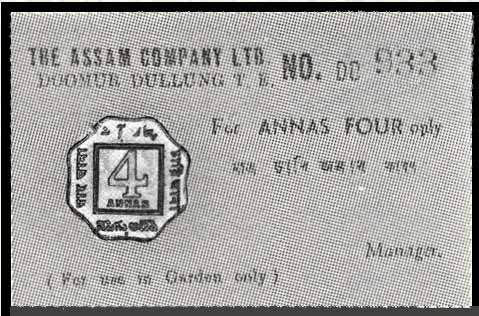 THE ASSAM COMPANY LTD.
DOOMUR DULLUNG T. E.
NO. DO 933
For ANNAS FOUR only
4
ANNAS
Manager.
( For use in Garden only )